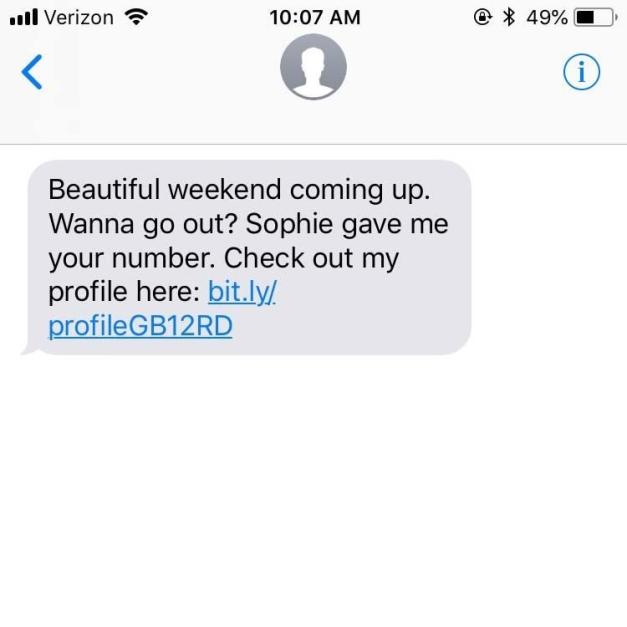 Verizon 10:07 AM 49%
Beautiful weekend coming up.
Wanna go out? Sophie gave me
your number. Check out my
profile here: bit.ly/
profileGB12RD